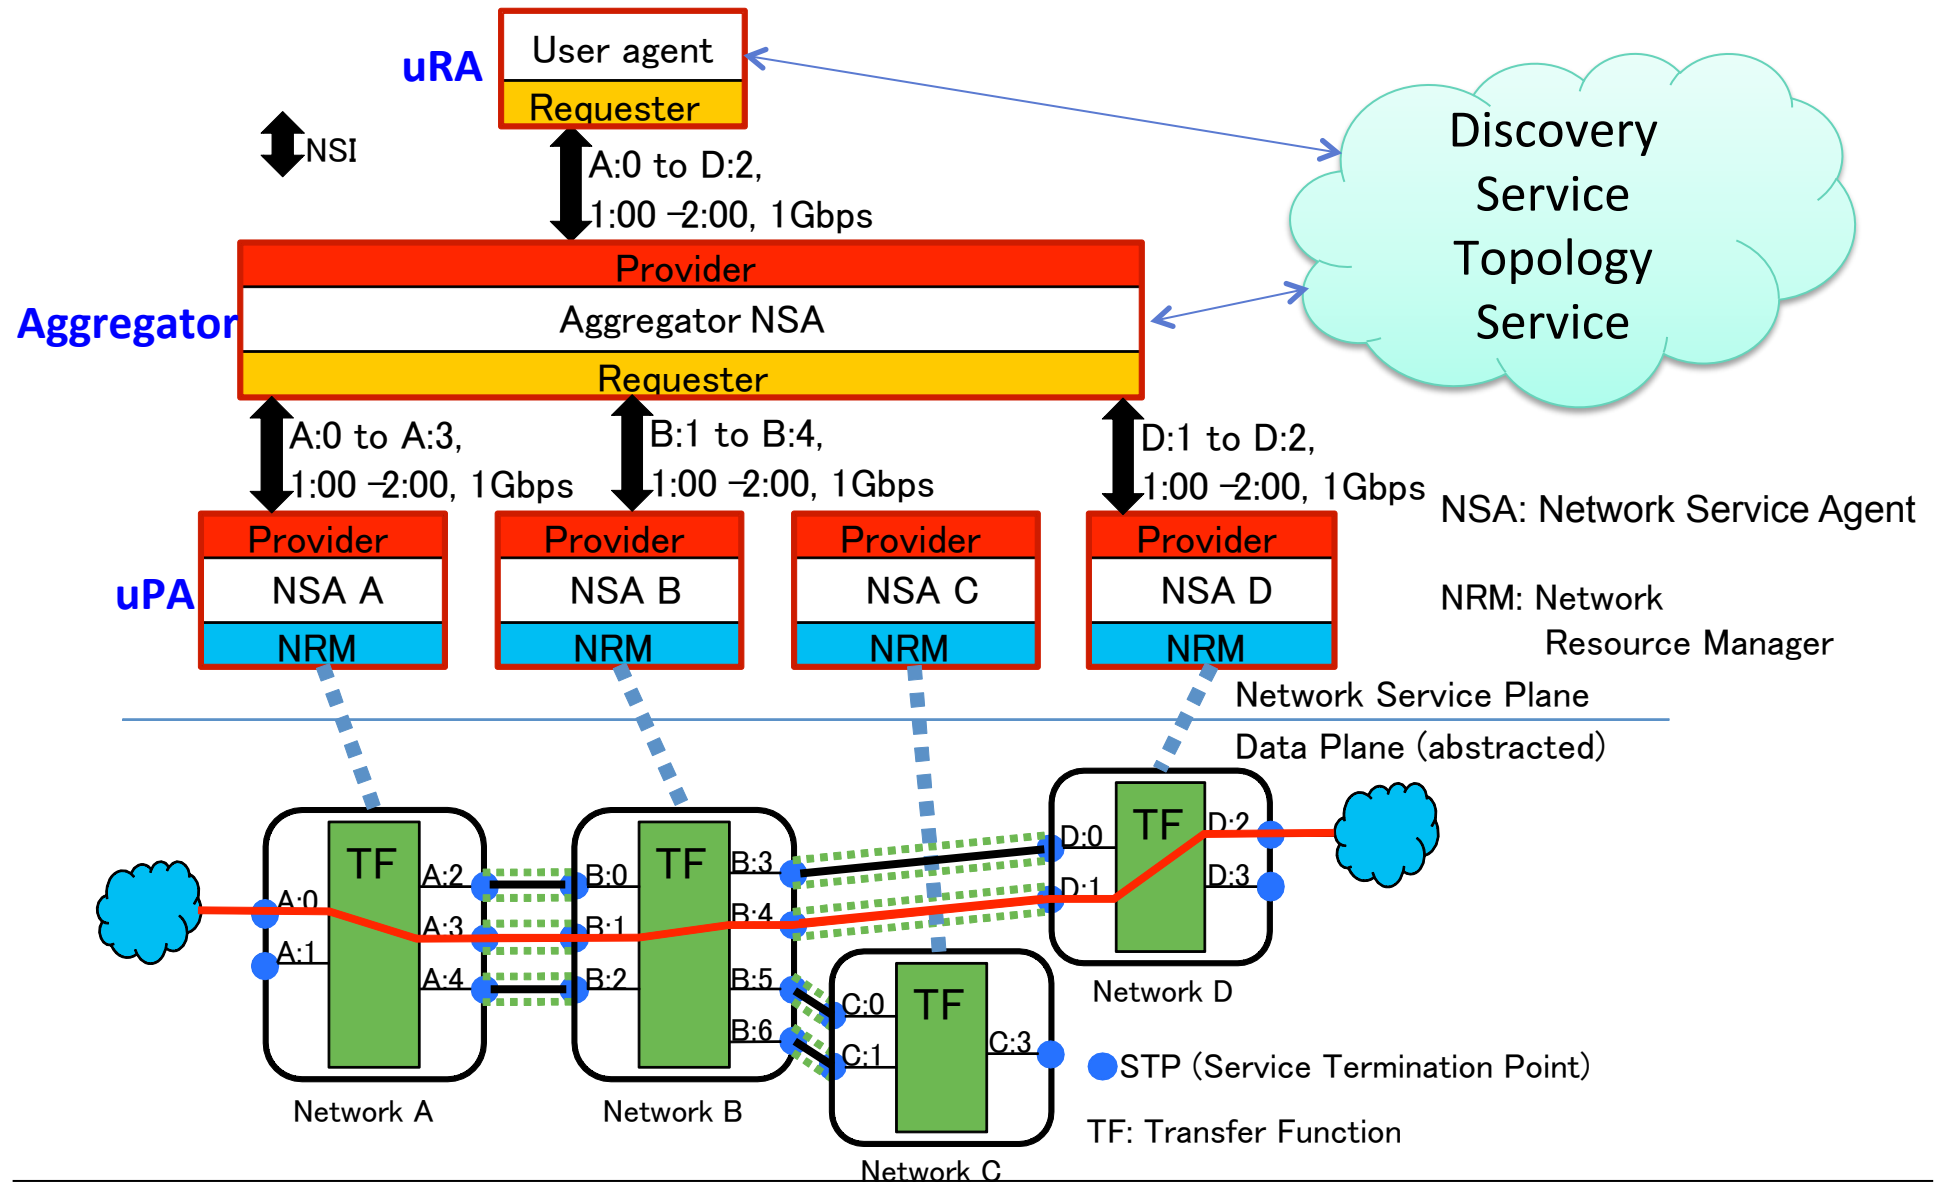 User agent
uRA
Requester
NSI
A:0 to D:2,
1:00 –2:00, 1Gbps
Discovery
Service
Topology
Service
Provider
Aggregator
Aggregator NSA
Requester
A:0 to A:3,
1:00 –2:00, 1Gbps
B:1 to B:4,
1:00 –2:00, 1Gbps
D:1 to D:2,
1:00 –2:00, 1Gbps
NSA: Network Service Agent
NRM: Network
Resource Manager
uPA
Provider
NSA A
NRM
Provider
NSA B
NRM
Provider
NSA C
NRM
Provider
NSA D
NRM
Network Service Plane
Data Plane (abstracted)
TF
A:0
A:1
A:2
A:3
A:4
Network A
TF
B:0
B:1
B:2
B:3
B:4
B:5
B:6
Network B
TF
C:0
C:1
C:3
Network C
TF
D:0
D:1
D:2
D:3
Network D
STP (Service Termination Point)
TF: Transfer Function